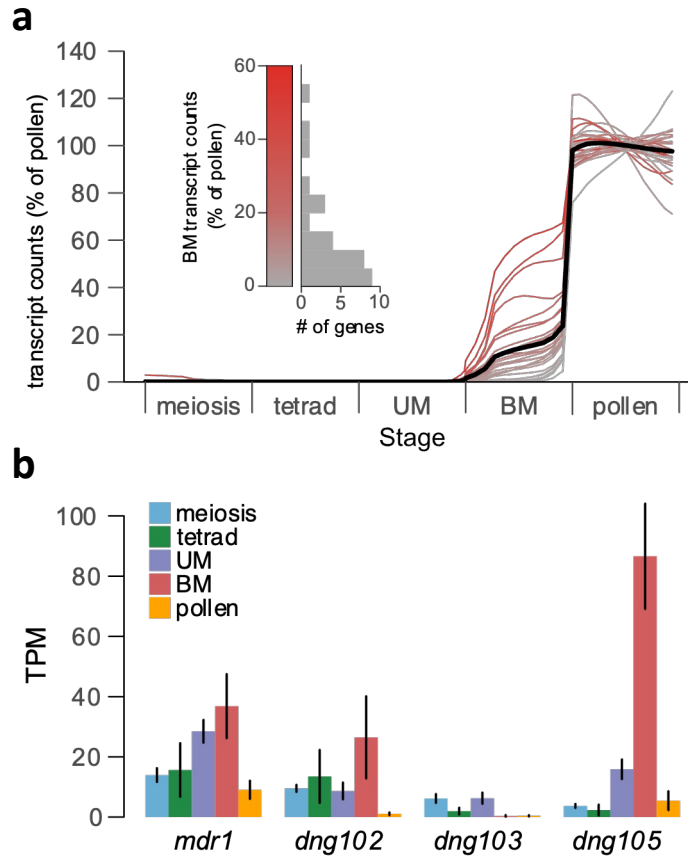 a
transcript counts (% of pollen)
140
120
100
80
60
40
20
0
BM transcript counts
(% of pollen)
60
40
20
0
0 5 10
# of genes
meiosis tetrad UM BM pollen
Stage
b
TPM
100
80
60
40
20
0
meiosis
tetrad
UM
BM
pollen
mdr1 dng102 dng103 dng105